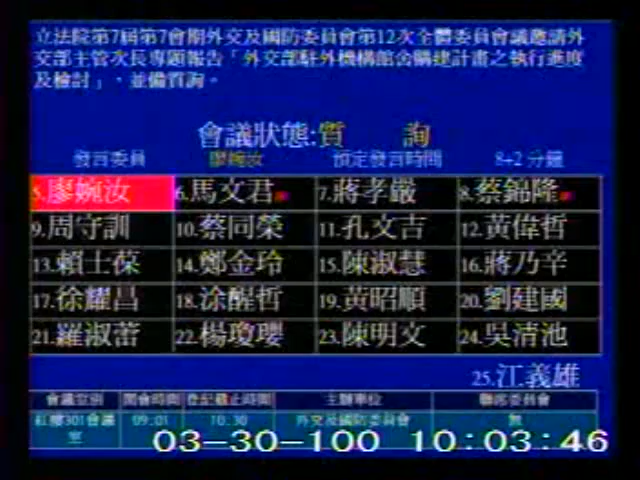 立法院第7屆第7會期外交及國防委員會第12次全體委員會議應請外
交部主管次長專題報告「外交部駐外機構館舍購建計畫之執行進度
及檢討」，並備質詢。
會議狀態:質 詢
發言委員 廖婉汝 預定發言時間 8+2 分鐘
5.廖婉汝 6.馬文君 7.蔣孝嚴 8.蔡錦隆
9.周守訓 10.蔡同榮 11.孔文吉 12.黃偉哲
13.賴士葆 14.鄭金玲 15.陳淑慧 16.蔣乃辛
17.徐耀昌 18.涂醒哲 19.黃昭順 20.劉建國
21.羅淑蕾 22.楊瓊瓔 23.陳明文 24.吳清池
25.江義雄
會議室別 開會時間 登記截止時間 主辦單位 聯席委員會
紅樓301會議 09:01 10:30 外交及國防委員會 無
室
03-30-100 10:03:46